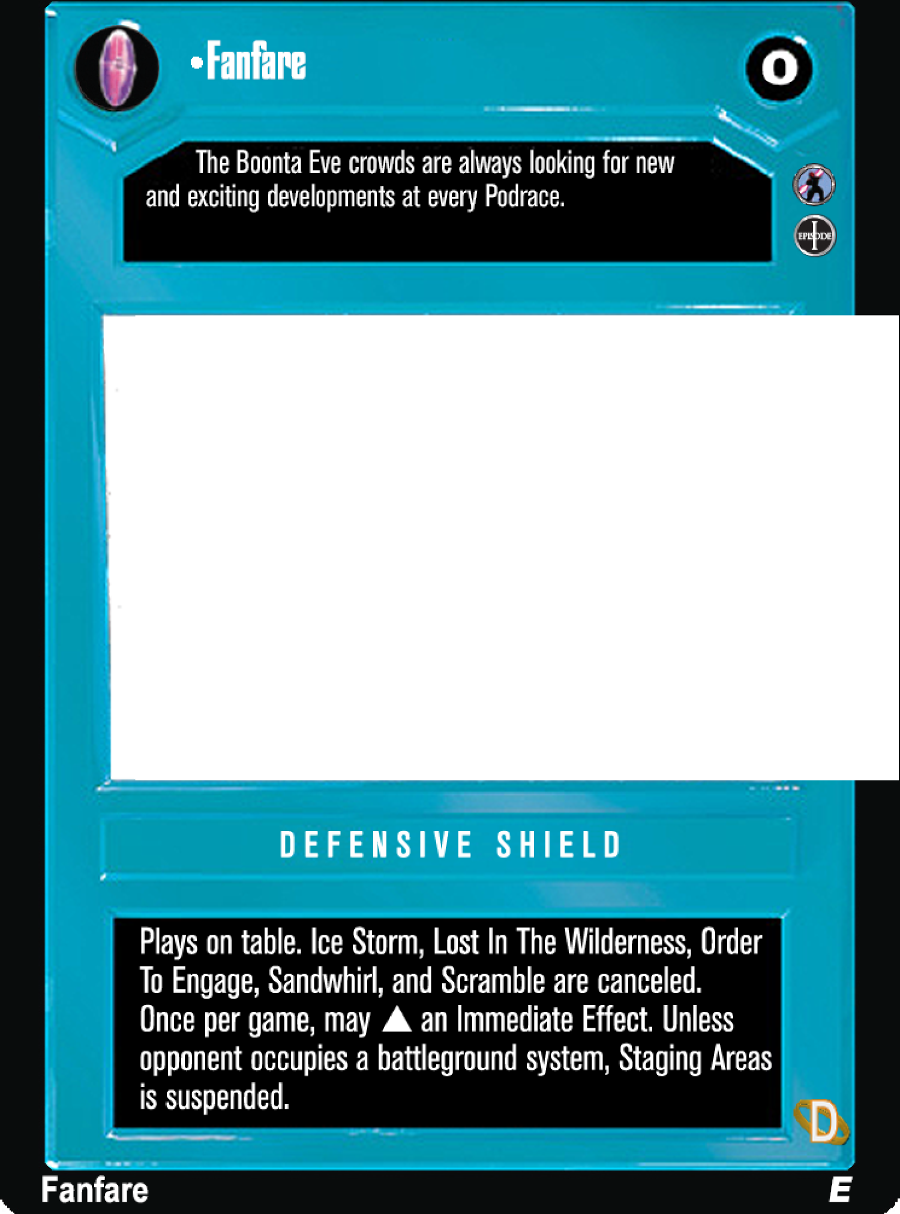 •Fanfare
0
The Boonta Eve crowds are always looking for new
and exciting developments at every Podrace.
EPISODE
I
DEFENSIVE SHIELD
Plays on table. Ice Storm, Lost In The Wilderness, Order
To Engage, Sandwhirl, and Scramble are canceled.
Once per game, may ▲ an Immediate Effect. Unless
opponent occupies a battleground system, Staging Areas
is suspended.
D
Fanfare
E